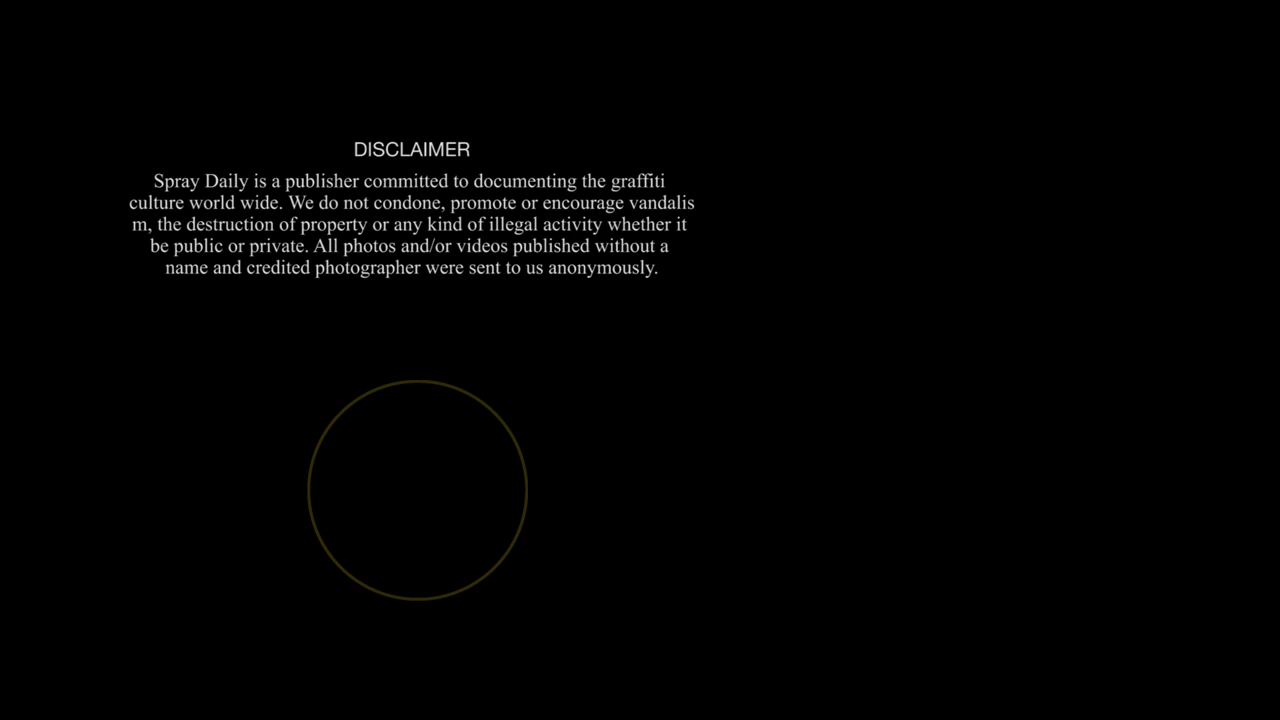 DISCLAIMER
Spray Daily is a publisher committed to documenting the graffiti
culture world wide. We do not condone, promote or encourage vandalis
m, the destruction of property or any kind of illegal activity whether it
be public or private. All photos and/or videos published without a
name and credited photographer were sent to us anonymously.